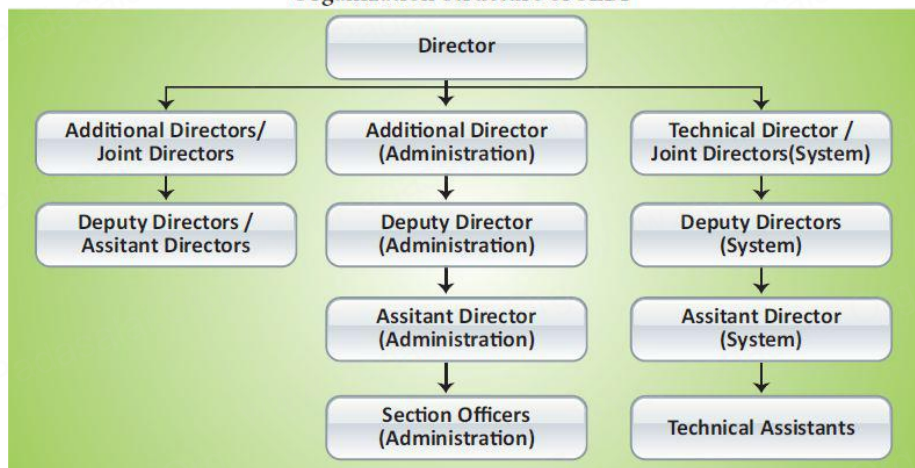 Director
Additional Directors/
Joint Directors
Additional Director
(Administration)
Technical Director /
Joint Directors(System)
Deputy Directors /
Assitant Directors
Deputy Director
(Administration)
Deputy Directors
(System)
Assitant Director
(Administration)
Assitant Director
(System)
Section Officers
(Administration)
Technical Assistants